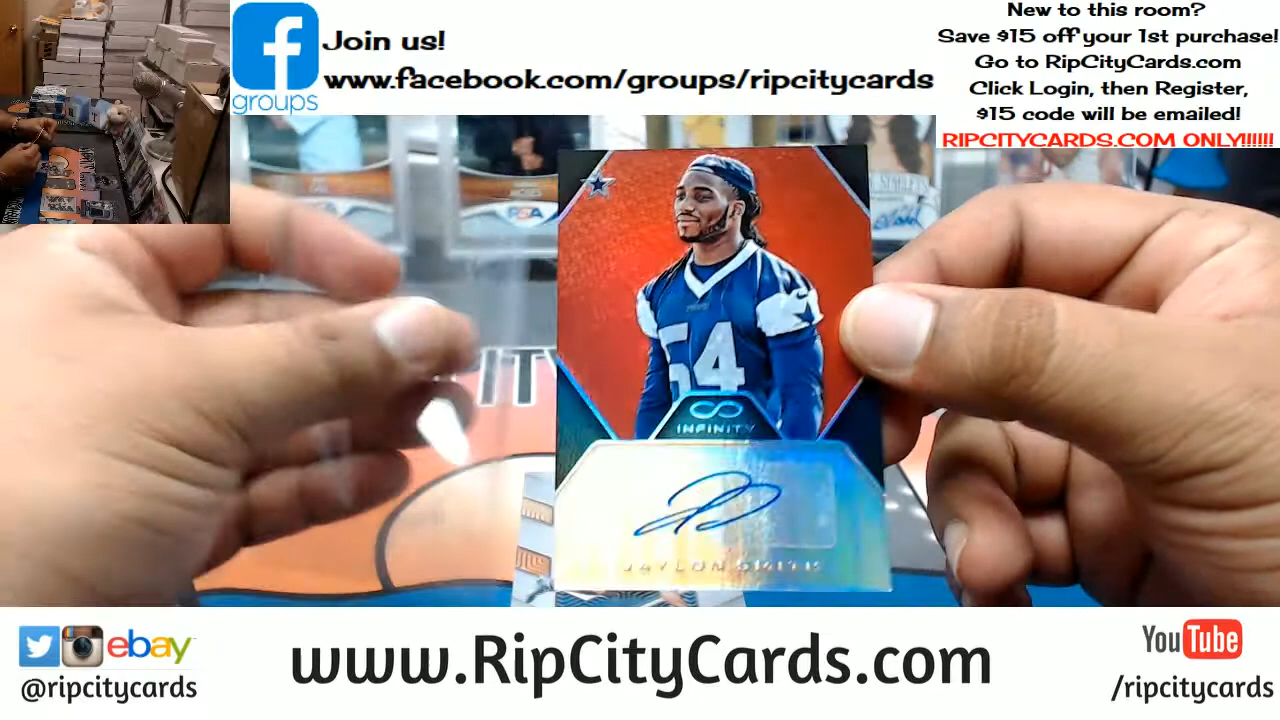 Join us!
www.facebook.com/groups/ripcitycards
groups
New to this room?
Save $15 off your 1st purchase!
Go to RipCityCards.com
Click Login, then Register,
$15 code will be emailed!
RIPCITYCARDS.COM ONLY!!!!!!
PSA
54
INFINITY
JAYLON SMITH
ebay
@ripcitycards
www.RipCityCards.com
YouTube
/ripcitycards